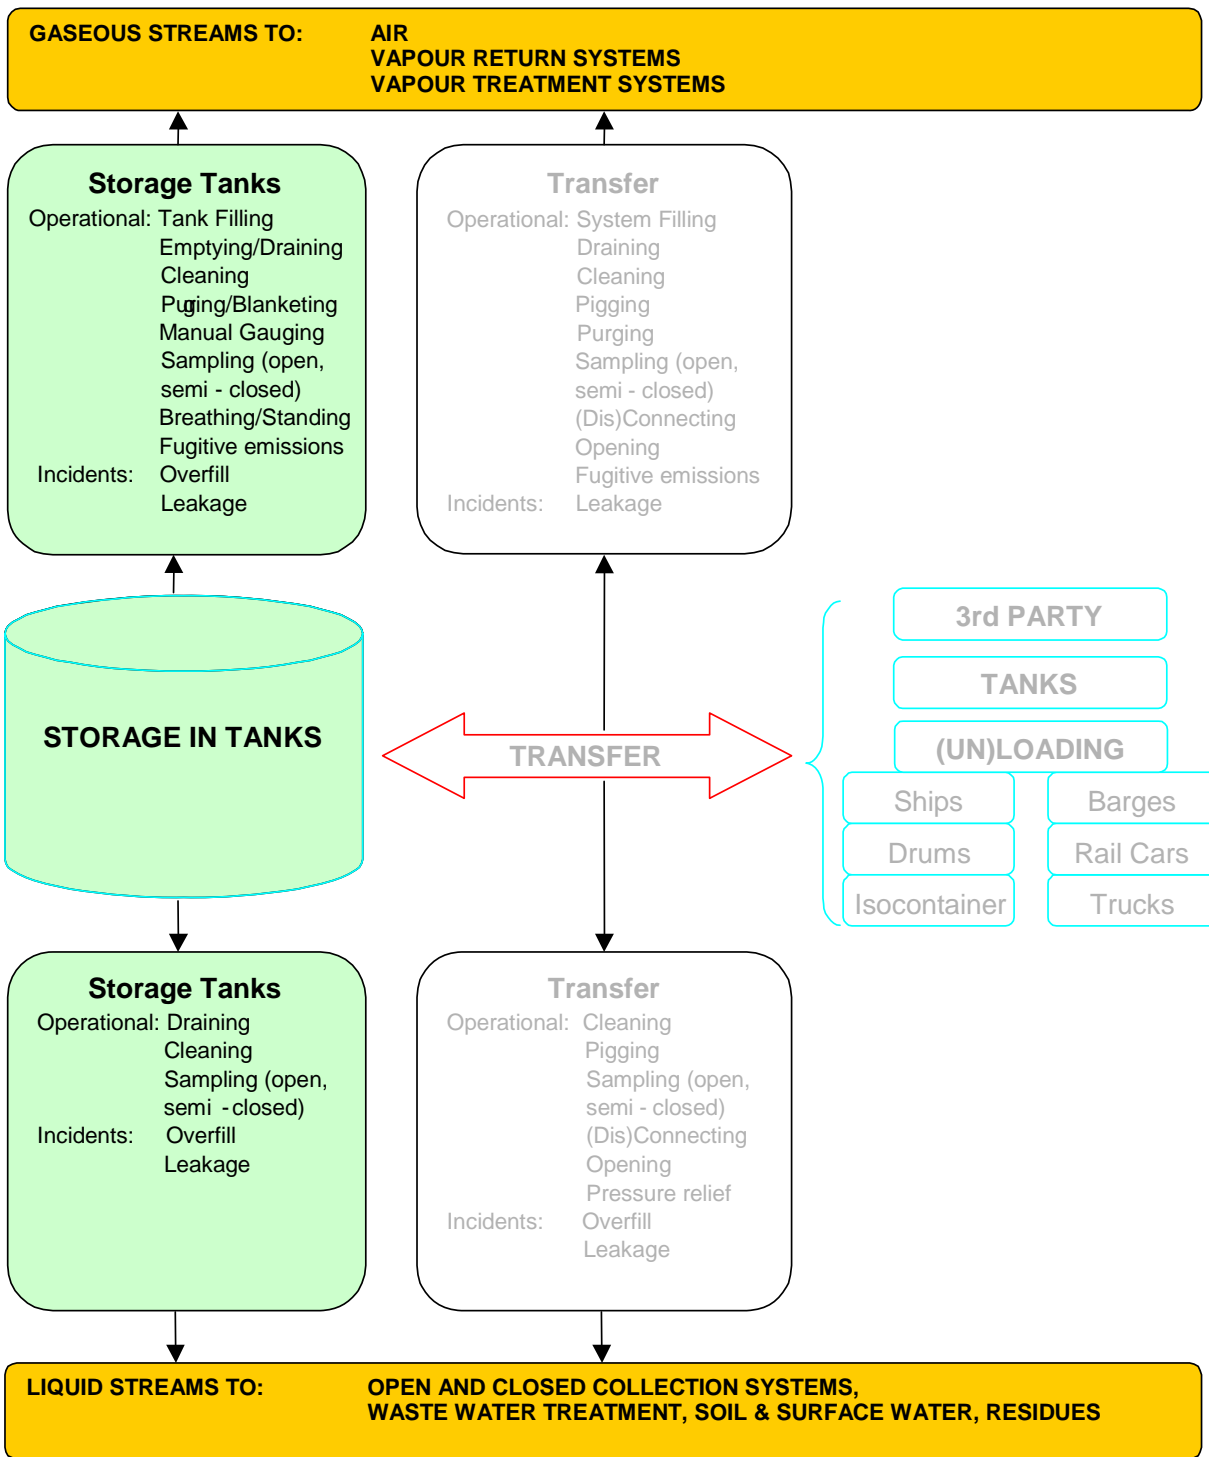 GASEOUS STREAMS TO: AIR
VAPOUR RETURN SYSTEMS
VAPOUR TREATMENT SYSTEMS
Storage Tanks
Operational: Tank Filling
Emptying/Draining
Cleaning
Purging/Blanketing
Manual Gauging
Sampling (open,
semi - closed)
Breathing/Standing
Fugitive emissions
Incidents: Overfill
Leakage
Transfer
Operational: System Filling
Draining
Cleaning
Pigging
Purging
Sampling (open,
semi - closed)
(Dis)Connecting
Opening
Fugitive emissions
Incidents: Leakage
STORAGE IN TANKS
TRANSFER
3rd PARTY
TANKS
(UN)LOADING
Ships Barges
Drums Rail Cars
Isocontainer Trucks
Storage Tanks
Operational: Draining
Cleaning
Sampling (open,
semi - closed)
Incidents: Overfill
Leakage
Transfer
Operational: Cleaning
Pigging
Sampling (open,
semi - closed)
(Dis)Connecting
Opening
Pressure relief
Incidents: Overfill
Leakage
LIQUID STREAMS TO: OPEN AND CLOSED COLLECTION SYSTEMS,
WASTE WATER TREATMENT, SOIL & SURFACE WATER, RESIDUES